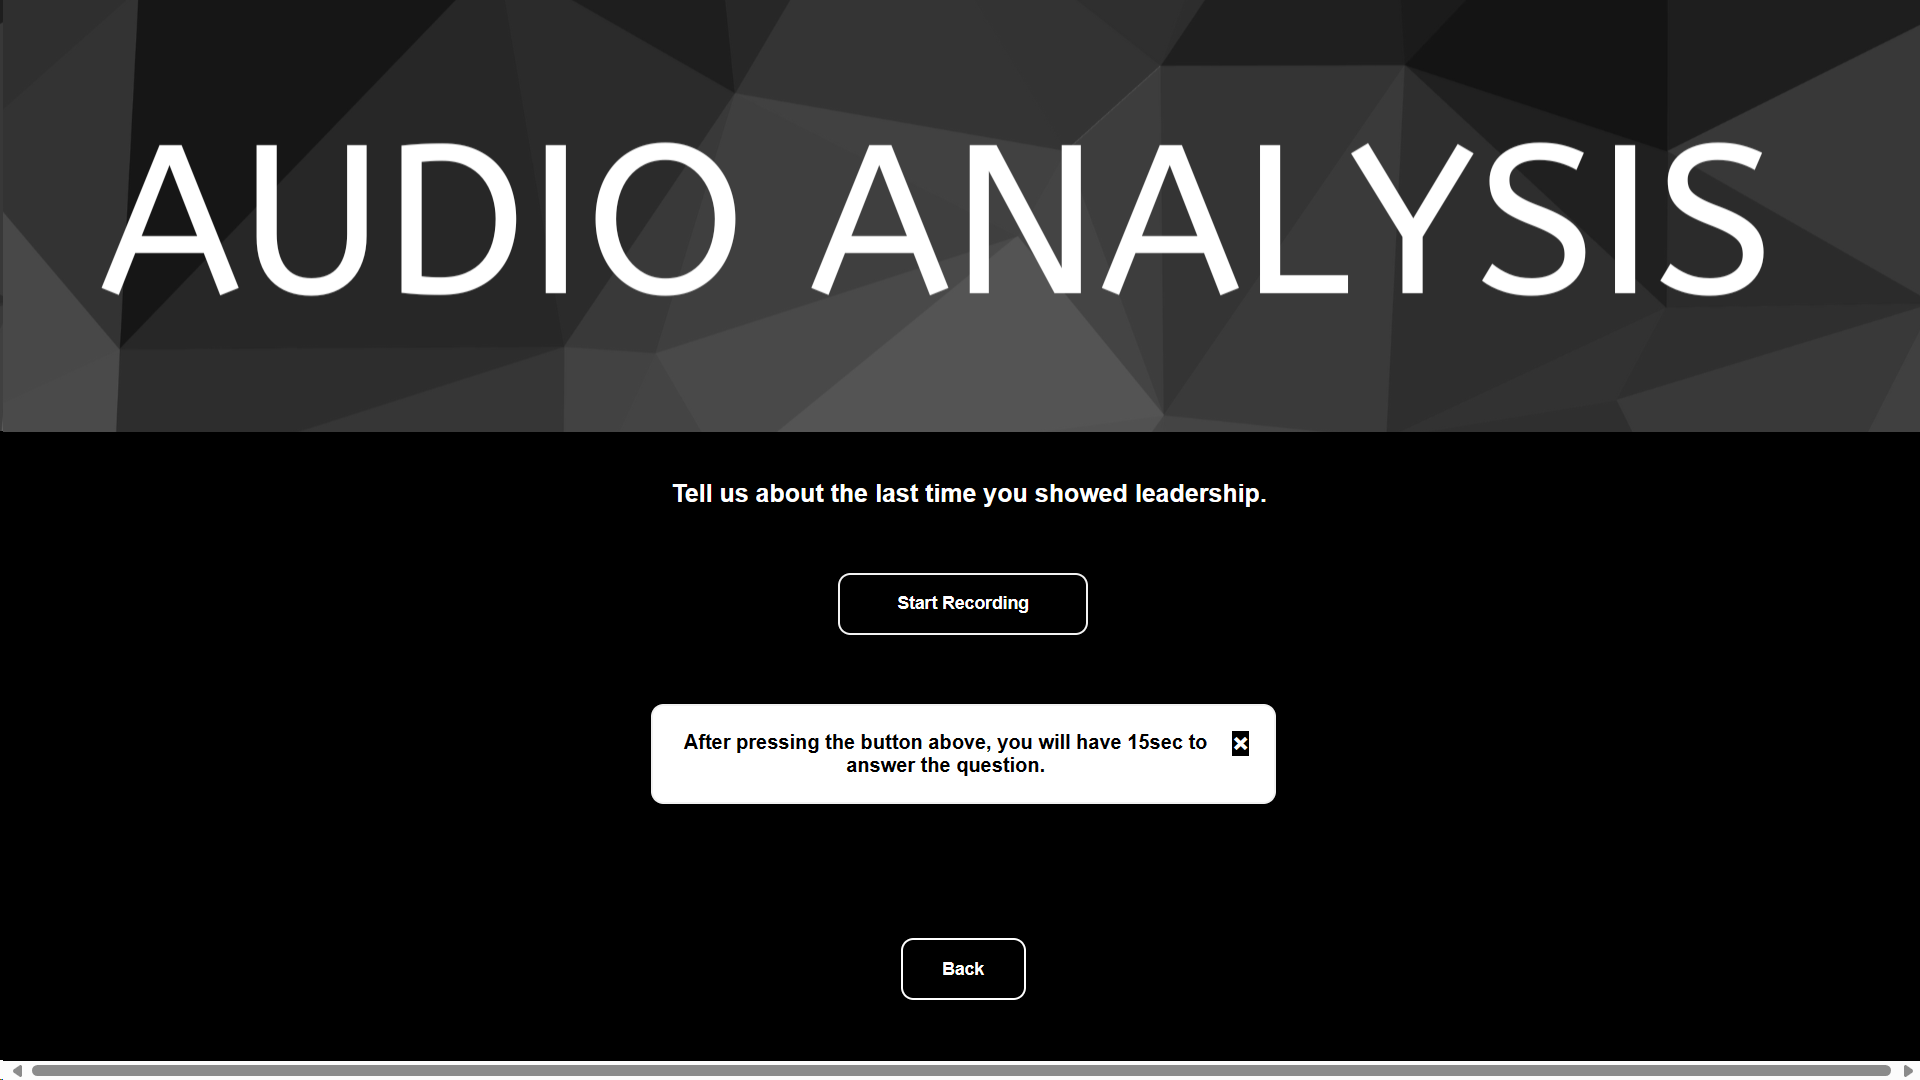 AUDIO ANALYSIS
Tell us about the last time you showed leadership.
Start Recording
After pressing the button above, you will have 15sec to
answer the question.
Back